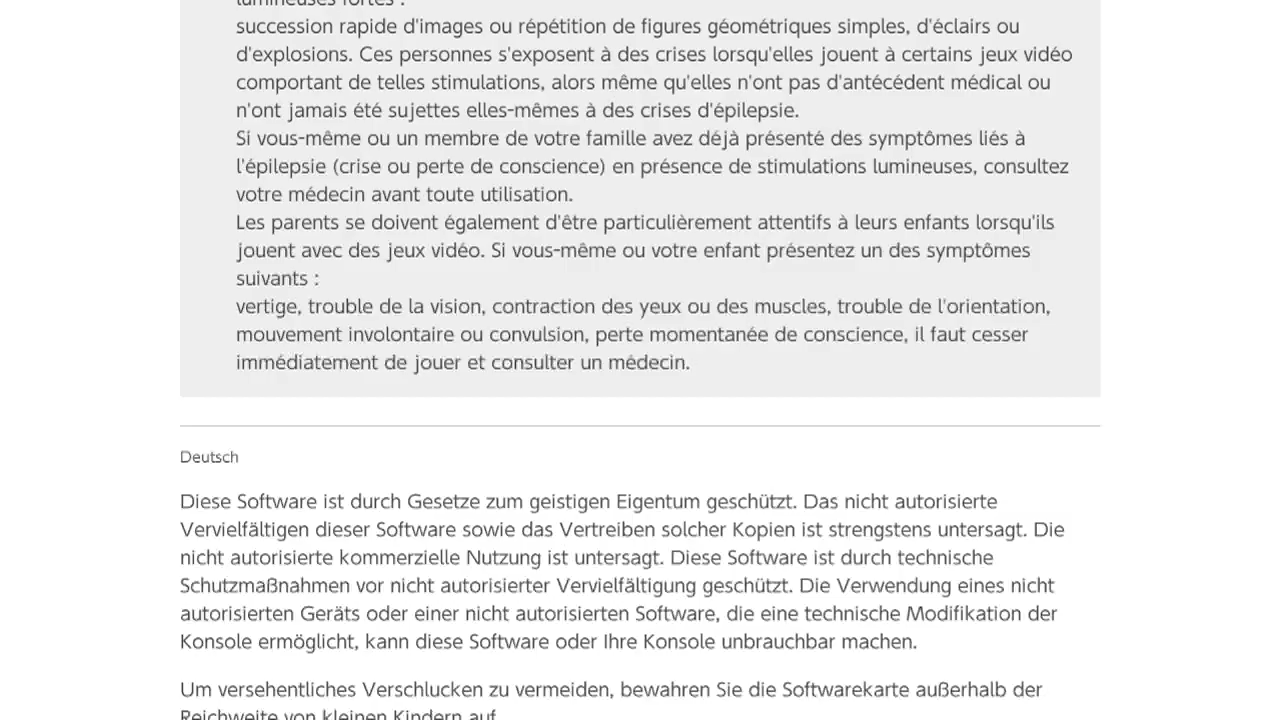 lumineuses fortes :
succession rapide d'images ou répétition de figures géométriques simples, d'éclairs ou
d'explosions. Ces personnes s'exposent à des crises lorsqu'elles jouent à certains jeux vidéo
comportant de telles stimulations, alors même qu'elles n'ont pas d'antécédent médical ou
n'ont jamais été sujettes elles-mêmes à des crises d'épilepsie.
Si vous-même ou un membre de votre famille avez déjà présenté des symptômes liés à
l'épilepsie (crise ou perte de conscience) en présence de stimulations lumineuses, consultez
votre médecin avant toute utilisation.
Les parents se doivent également d'être particulièrement attentifs à leurs enfants lorsqu'ils
jouent avec des jeux vidéo. Si vous-même ou votre enfant présentez un des symptômes
suivants :
vertige, trouble de la vision, contraction des yeux ou des muscles, trouble de l'orientation,
mouvement involontaire ou convulsion, perte momentanée de conscience, il faut cesser
immédiatement de jouer et consulter un médecin.
Deutsch
Diese Software ist durch Gesetze zum geistigen Eigentum geschützt. Das nicht autorisierte
Vervielfältigen dieser Software sowie das Vertreiben solcher Kopien ist strengstens untersagt. Die
nicht autorisierte kommerzielle Nutzung ist untersagt. Diese Software ist durch technische
Schutzmaßnahmen vor nicht autorisierter Vervielfältigung geschützt. Die Verwendung eines nicht
autorisierten Geräts oder einer nicht autorisierten Software, die eine technische Modifikation der
Konsole ermöglicht, kann diese Software oder Ihre Konsole unbrauchbar machen.
Um versehentliches Verschlucken zu vermeiden, bewahren Sie die Softwarekarte außerhalb der
Reichweite von kleinen Kindern auf.